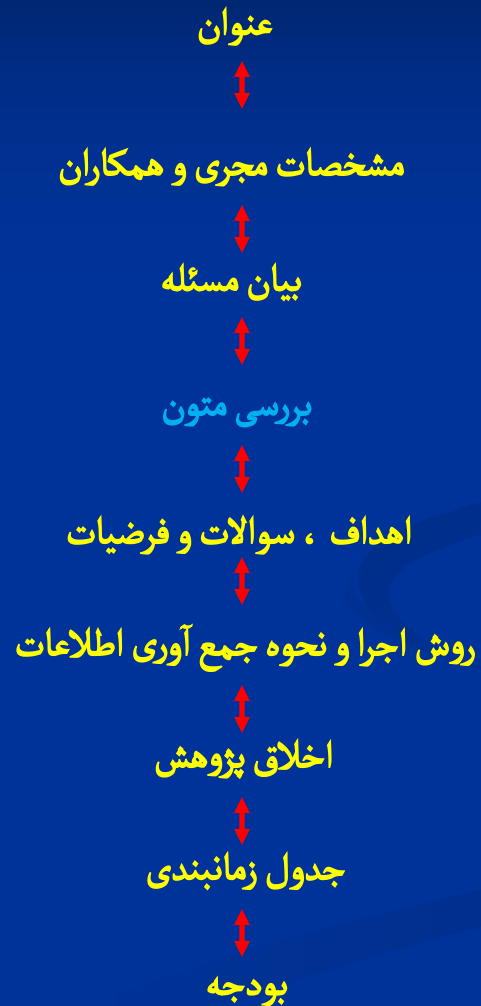 عنوان
مشخصات مجری و همکاران
بیان مسئله
بررسی متون
اهداف ، سوالات و فرضیات
روش اجرا و نحوه جمع آوری اطلاعات
اخلاق پژوهش
جدول زمانبندی
بودجه